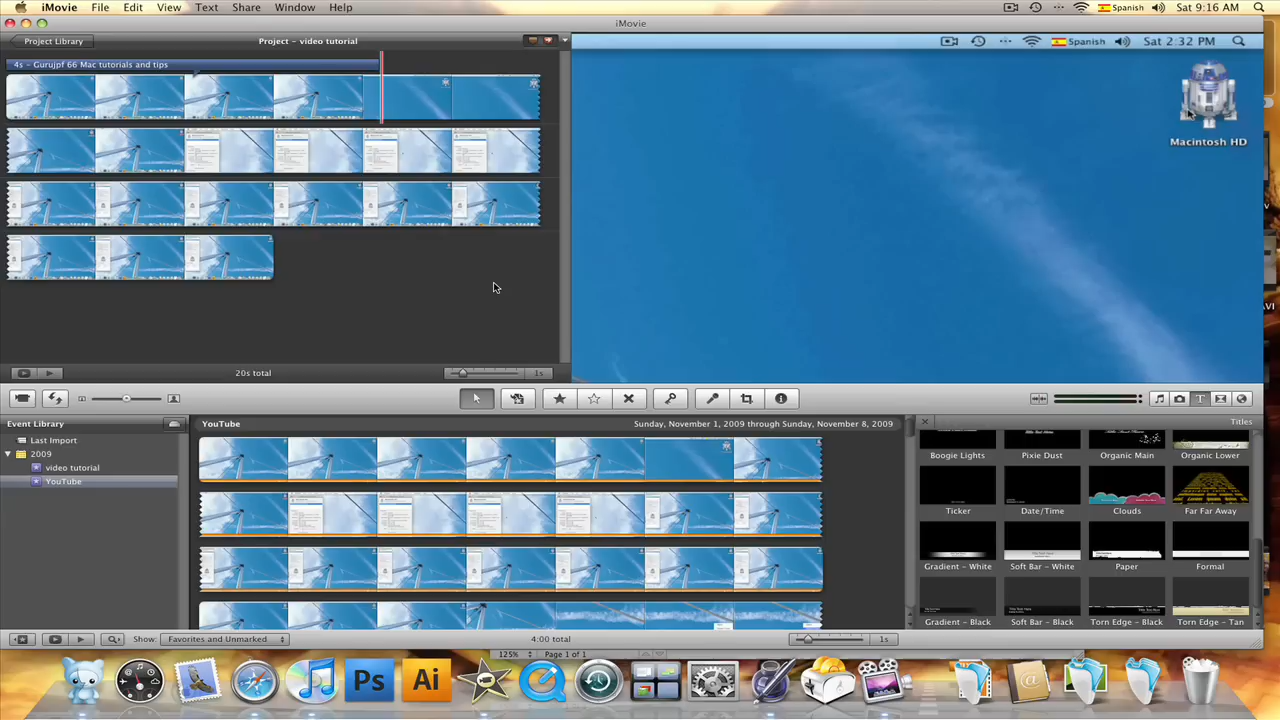 iMovie File Edit View Text Share Window Help Spanish Sat 9:16 AM
iMovie
Project Library Project - video tutorial
4s - Gurujpf 66 Mac tutorials and tips
Spanish Sat 2:32 PM
Macintosh HD
20s total 1s
Event Library
Last Import
2009
video tutorial
YouTube
YouTube Sunday, November 1, 2009 through Sunday, November 8, 2009
Titles
Boogie Lights Pixie Dust Organic Main Organic Lower
Ticker Date/Time Clouds Far Far Away
Gradient - White Soft Bar - White Paper Formal
Gradient - Black Soft Bar - Black Torn Edge - Black Torn Edge - Tan
Show: Favorites and Unmarked 4:00 total 1s
125% Page 1 of 1
Ps Ai
AVI